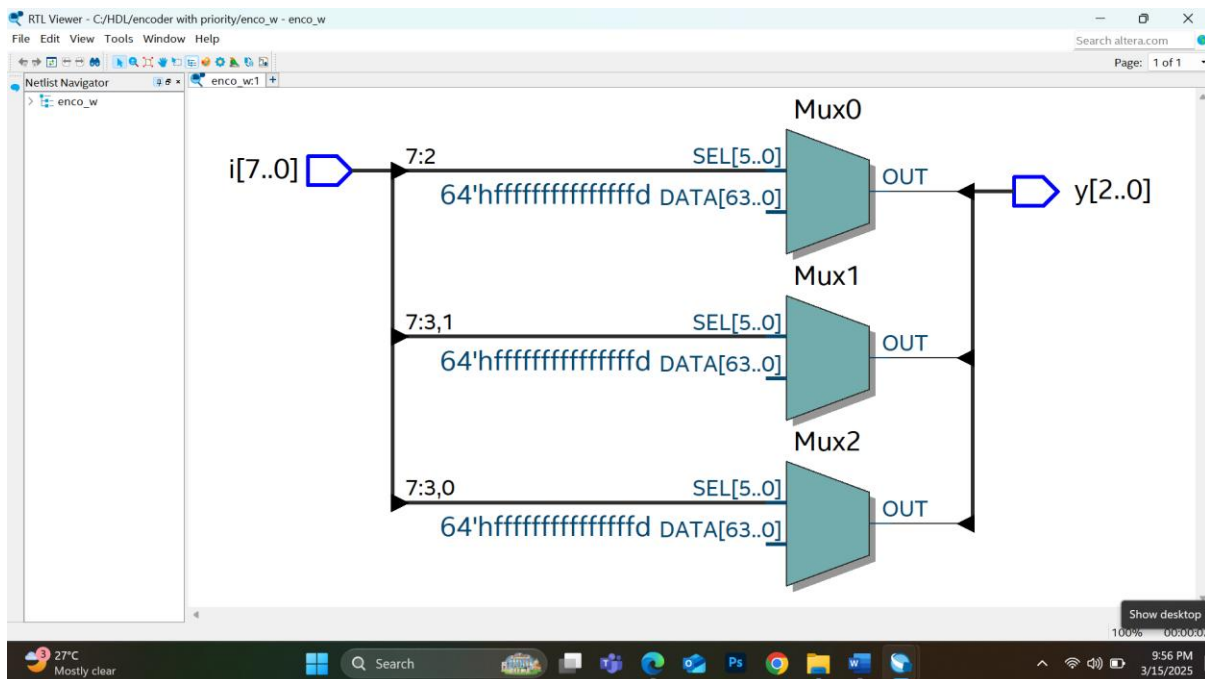 RTL Viewer - C:/HDL/encoder with priority/enco_w - enco_w
File Edit View Tools Window Help
Search altera.com
Page: 1 of 1
Netlist Navigator
enco_w:1
enco_w
Mux0
i[7..0]
7:2
SEL[5..0]
64'hfffffffffffffffd DATA[63..0]
OUT
y[2..0]
Mux1
7:3,1
SEL[5..0]
64'hfffffffffffffffd DATA[63..0]
OUT
Mux2
7:3,0
SEL[5..0]
64'hfffffffffffffffd DATA[63..0]
OUT
Show desktop
100%
3
27°C
Mostly clear
Search
Ps
9:56 PM
3/15/2025